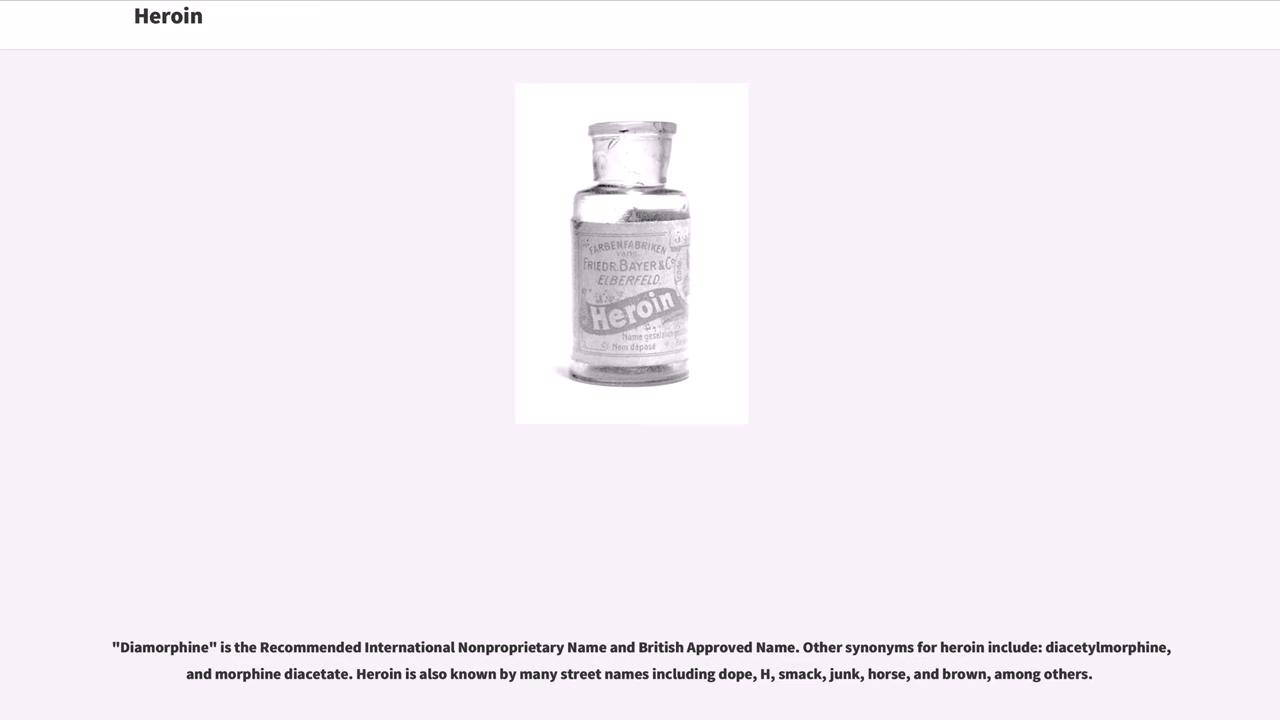 Heroin
FARBENFABRIKEN
vorm.
FRIEDR. BAYER & Co
ELBERFELD.
Heroin
Nom déposé
"Diamorphine" is the Recommended International Nonproprietary Name and British Approved Name. Other synonyms for heroin include: diacetylmorphine,
and morphine diacetate. Heroin is also known by many street names including dope, H, smack, junk, horse, and brown, among others.